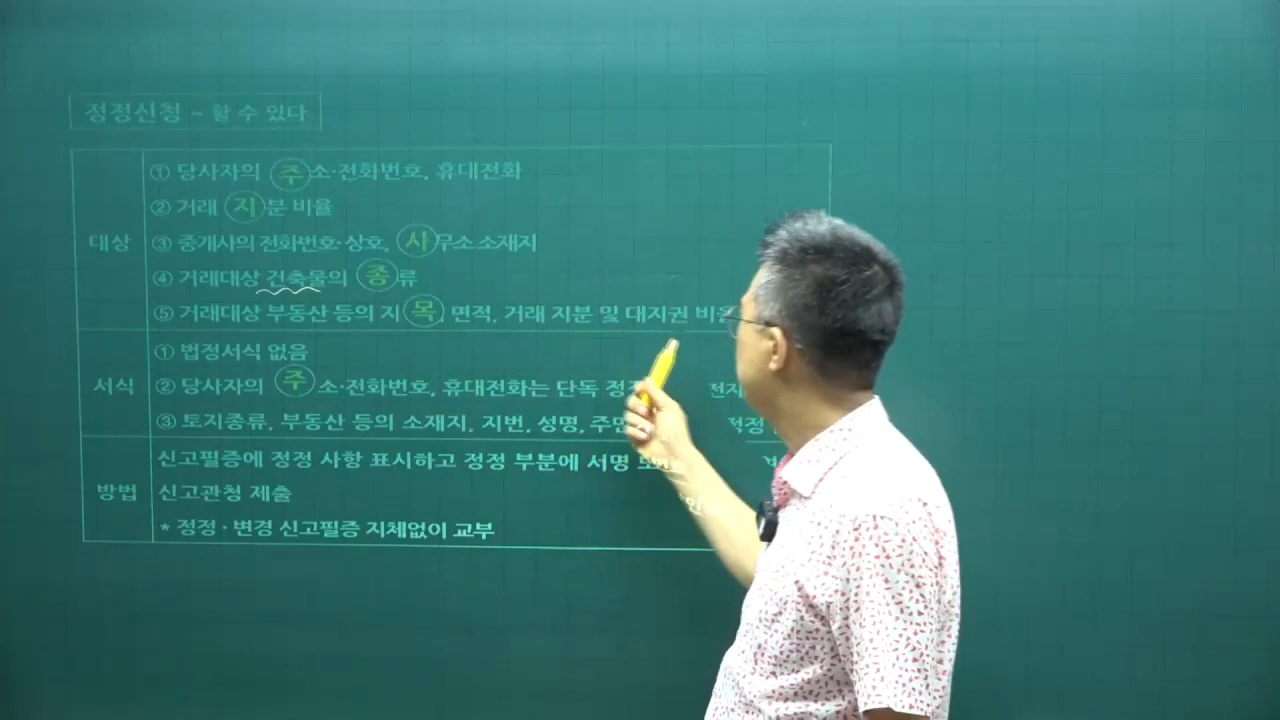 정정신청 ~ 할 수 있다
대상
① 당사자의 주소·전화번호, 휴대전화
② 거래 지분 비율
③ 중개사의 전화번호·상호, 사무소 소재지
④ 거래대상 건축물의 종류
⑤ 거래대상 부동산 등의 지목, 면적, 거래 지분 및 대지권 비율
서식
① 법정서식 없음
② 당사자의 주소·전화번호, 휴대전화는 단독
③ 토지종류, 부동산 등의 소재지, 지번, 성명,
방법
신고필증에 정정 사항 표시하고 정정 부분에 서명
신고관청 제출
* 정정·변경 신고필증 지체없이 교부